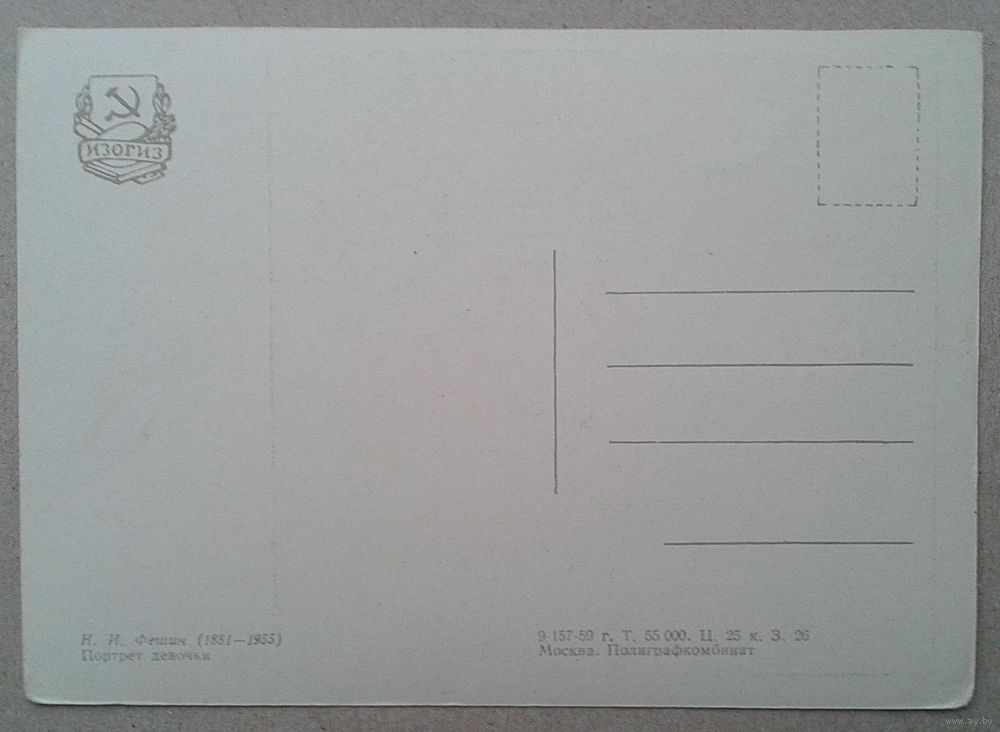 ИЗОГИЗ
Н. И. Фешин (1881—1955)
Портрет девочки
9-157-59 г. Т. 55 000. Ц. 25 к. З. 26
Москва. Полиграфкомбинат
www.ay.by